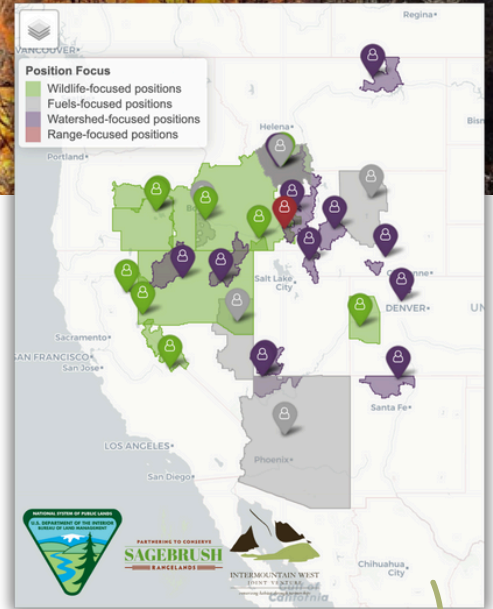 Regina
VANCOUVER
Position Focus
Wildlife-focused positions
Fuels-focused positions
Watershed-focused positions
Range-focused positions
Helena
Bism
Portland
Salt Lake
City
DENVER
UN
Sacramento
SAN FRANCISCO
San Jose
Santa Fe
LOS ANGELES
Phoenix
San Diego
NATIONAL SYSTEM OF PUBLIC LANDS
U.S. DEPARTMENT OF THE INTERIOR
BUREAU OF LAND MANAGEMENT
PARTNERING TO CONSERVE
SAGEBRUSH
RANGELANDS
INTERMOUNTAIN WEST
JOINT VENTURE
Chihuahua
City
California